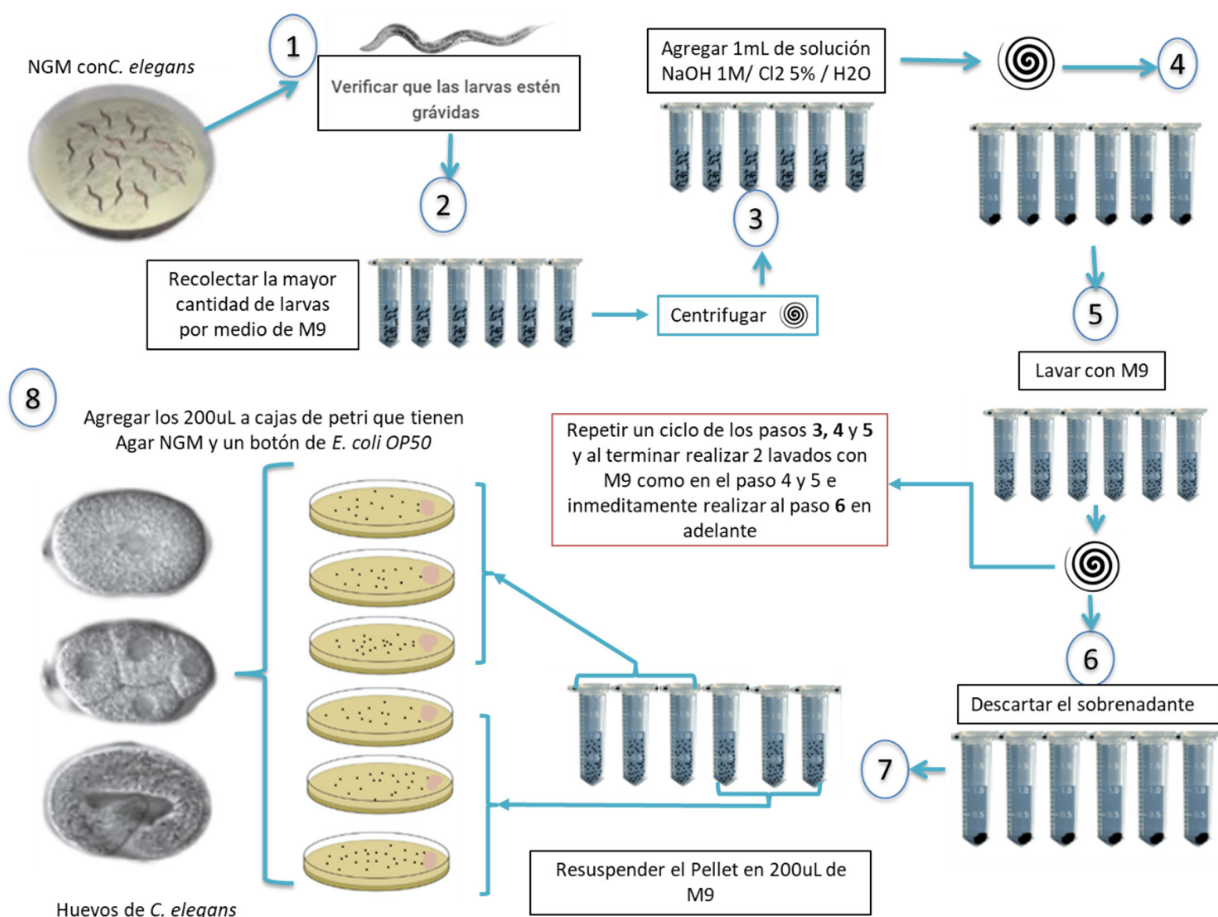 NGM conC. elegans
1
Verificar que las larvas estén
grávidas
2
Recolectar la mayor
cantidad de larvas
por medio de M9
Centrifugar
3
Agregar 1mL de solución
NaOH 1M/ Cl2 5% / H2O
4
5
Lavar con M9
Repetir un ciclo de los pasos 3, 4 y 5
y al terminar realizar 2 lavados con
M9 como en el paso 4 y 5 e
inmeditamente realizar al paso 6 en
adelante
6
Descartar el sobrenadante
7
Resuspender el Pellet en 200uL de
M9
8
Agregar los 200uL a cajas de petri que tienen
Agar NGM y un botón de E. coli OP50
Huevos de C. elegans